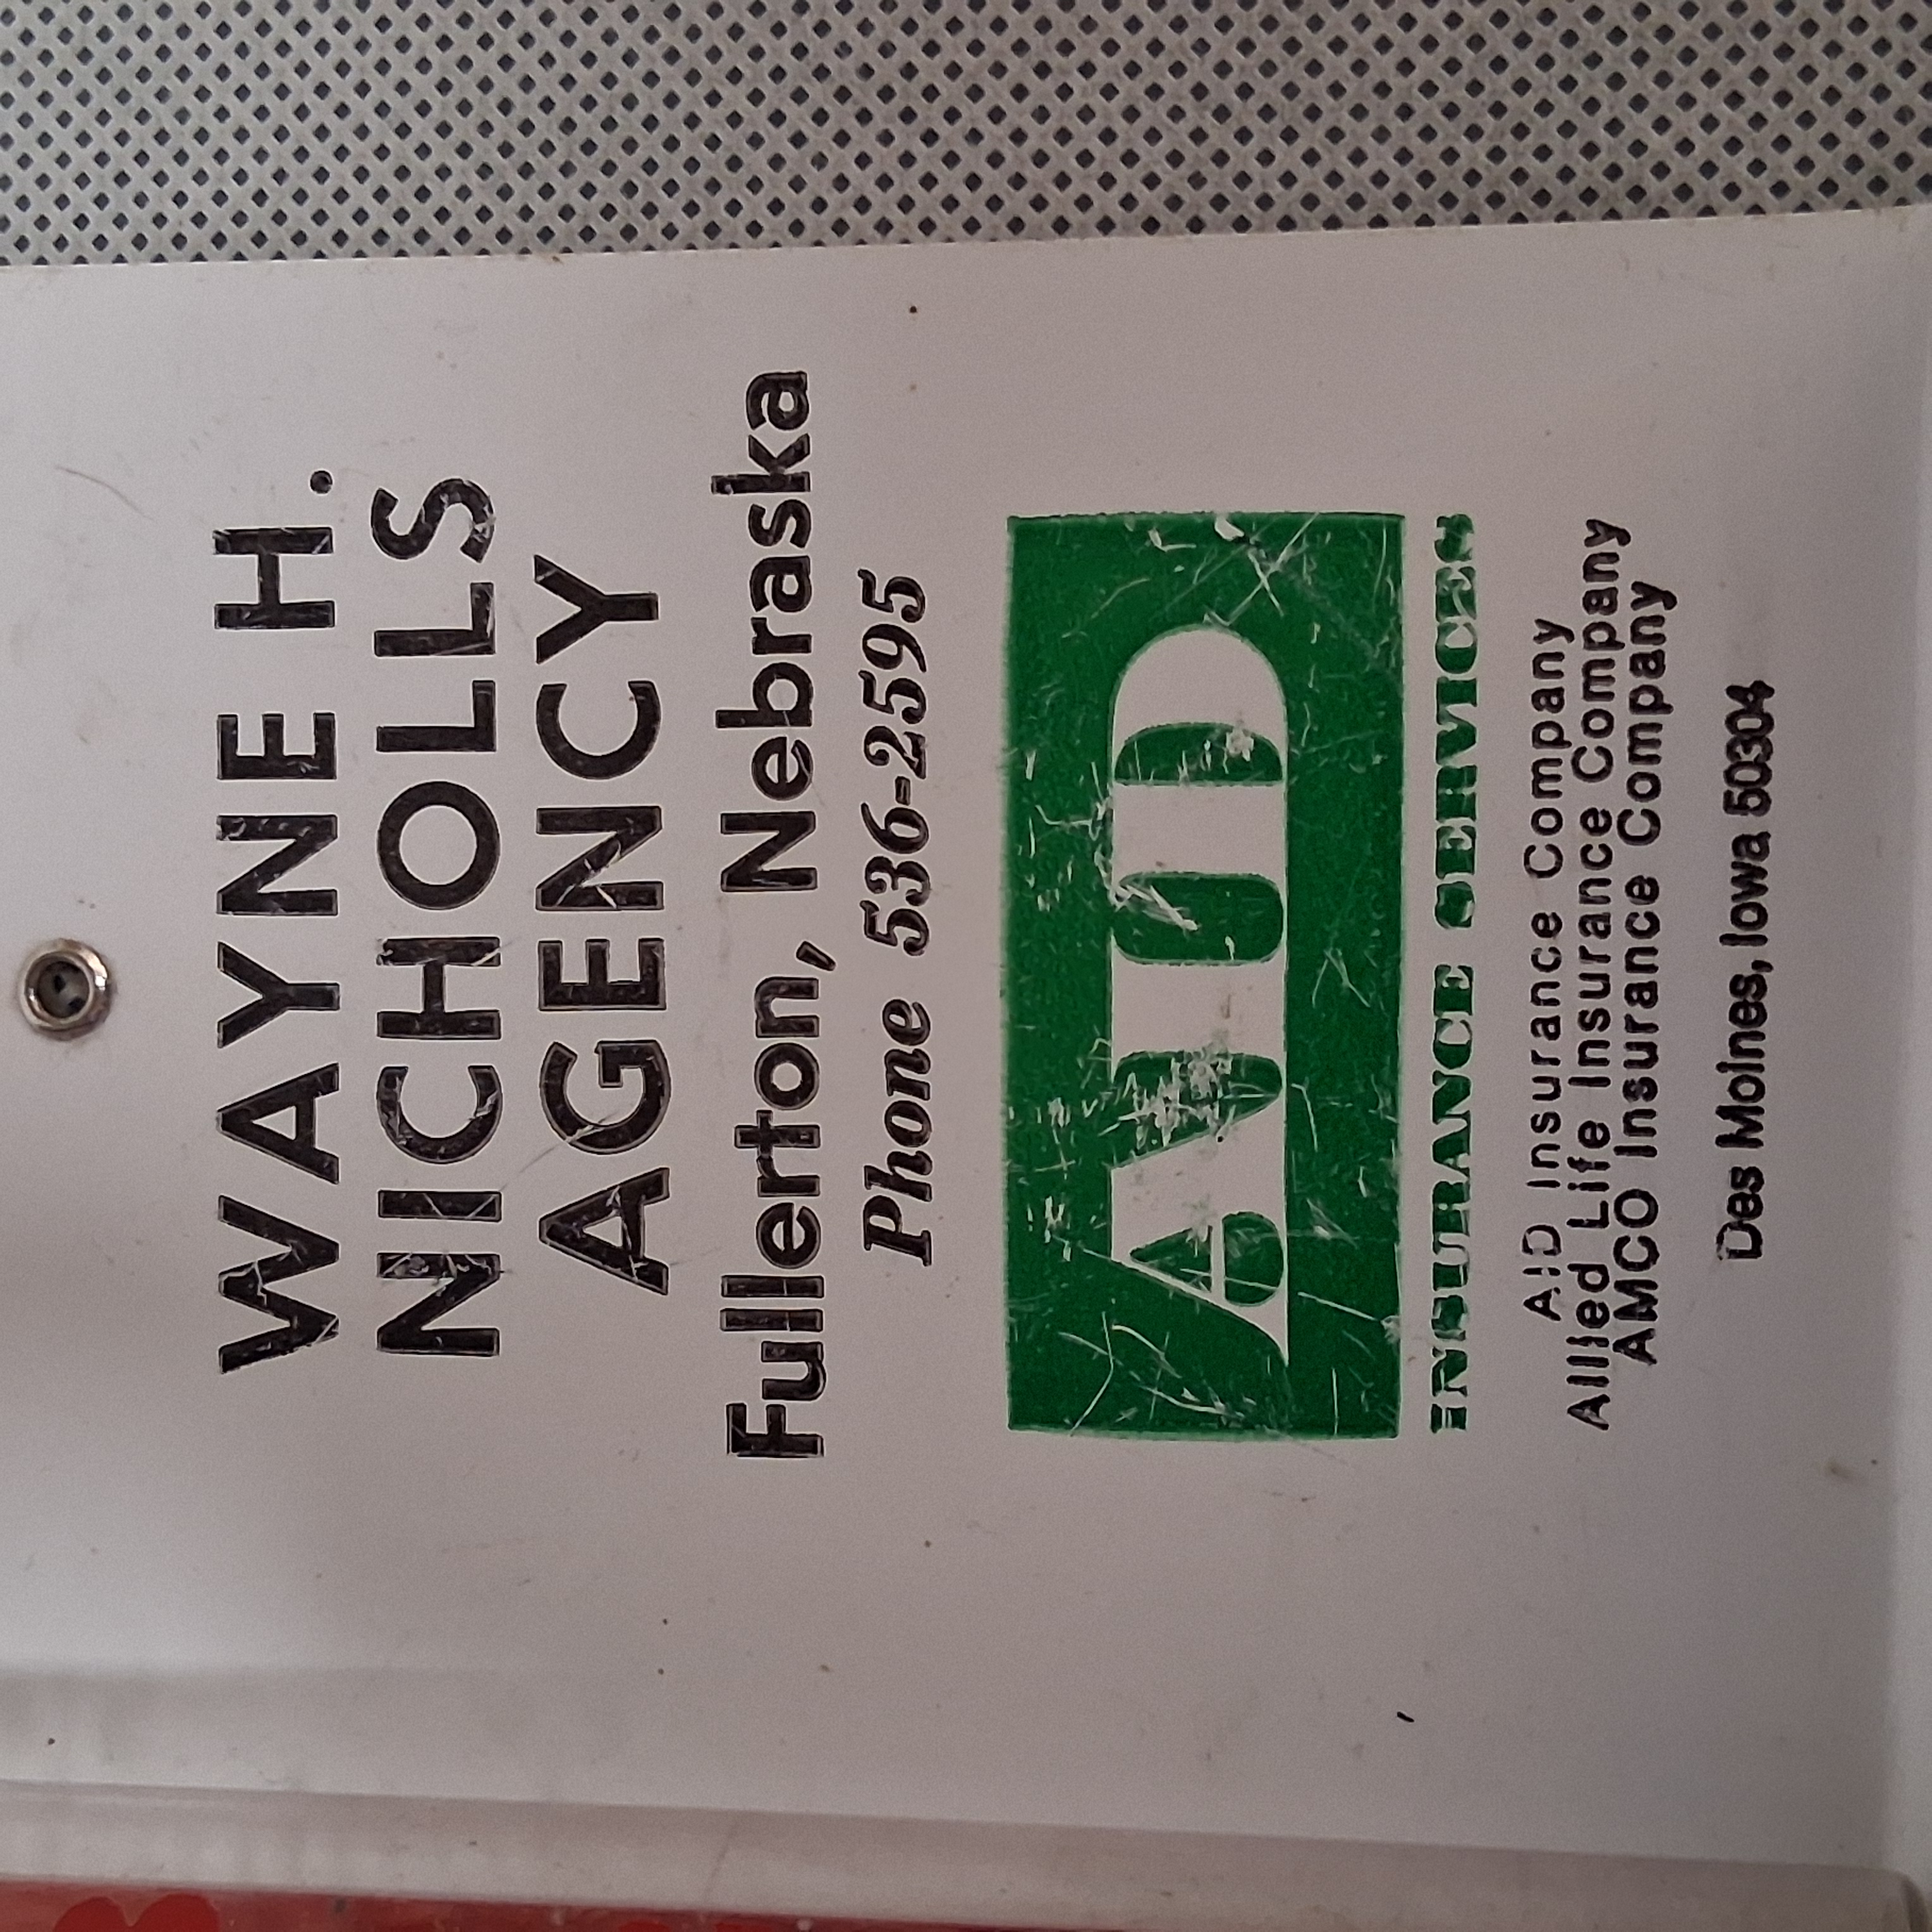 WAYNE H.
NICHOLLS
AGENCY
Fullerton, Nebraska
Phone 536-2595
AID
INSURANCE SERVICES
AID Insurance Company
Allied Life Insurance Company
AMCO Insurance Company
Des Moines, Iowa 50304